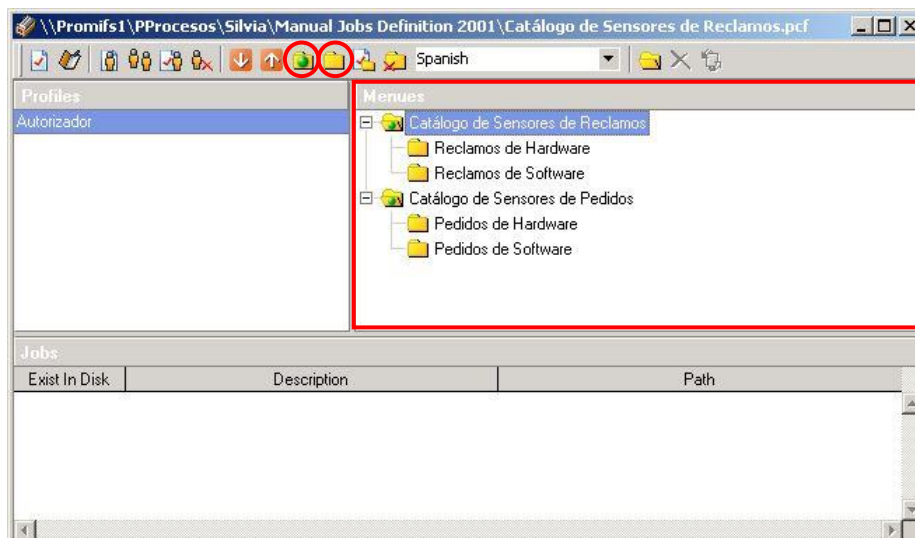 \\Promifs1\PProcesos\Silvia\Manual Jobs Definition 2001\Catálogo de Sensores de Reclamos.pcf
Spanish
Profiles
Autorizador
Menues
Catálogo de Sensores de Reclamos
Reclamos de Hardware
Reclamos de Software
Catálogo de Sensores de Pedidos
Pedidos de Hardware
Pedidos de Software
Jobs
Exist In Disk Description Path